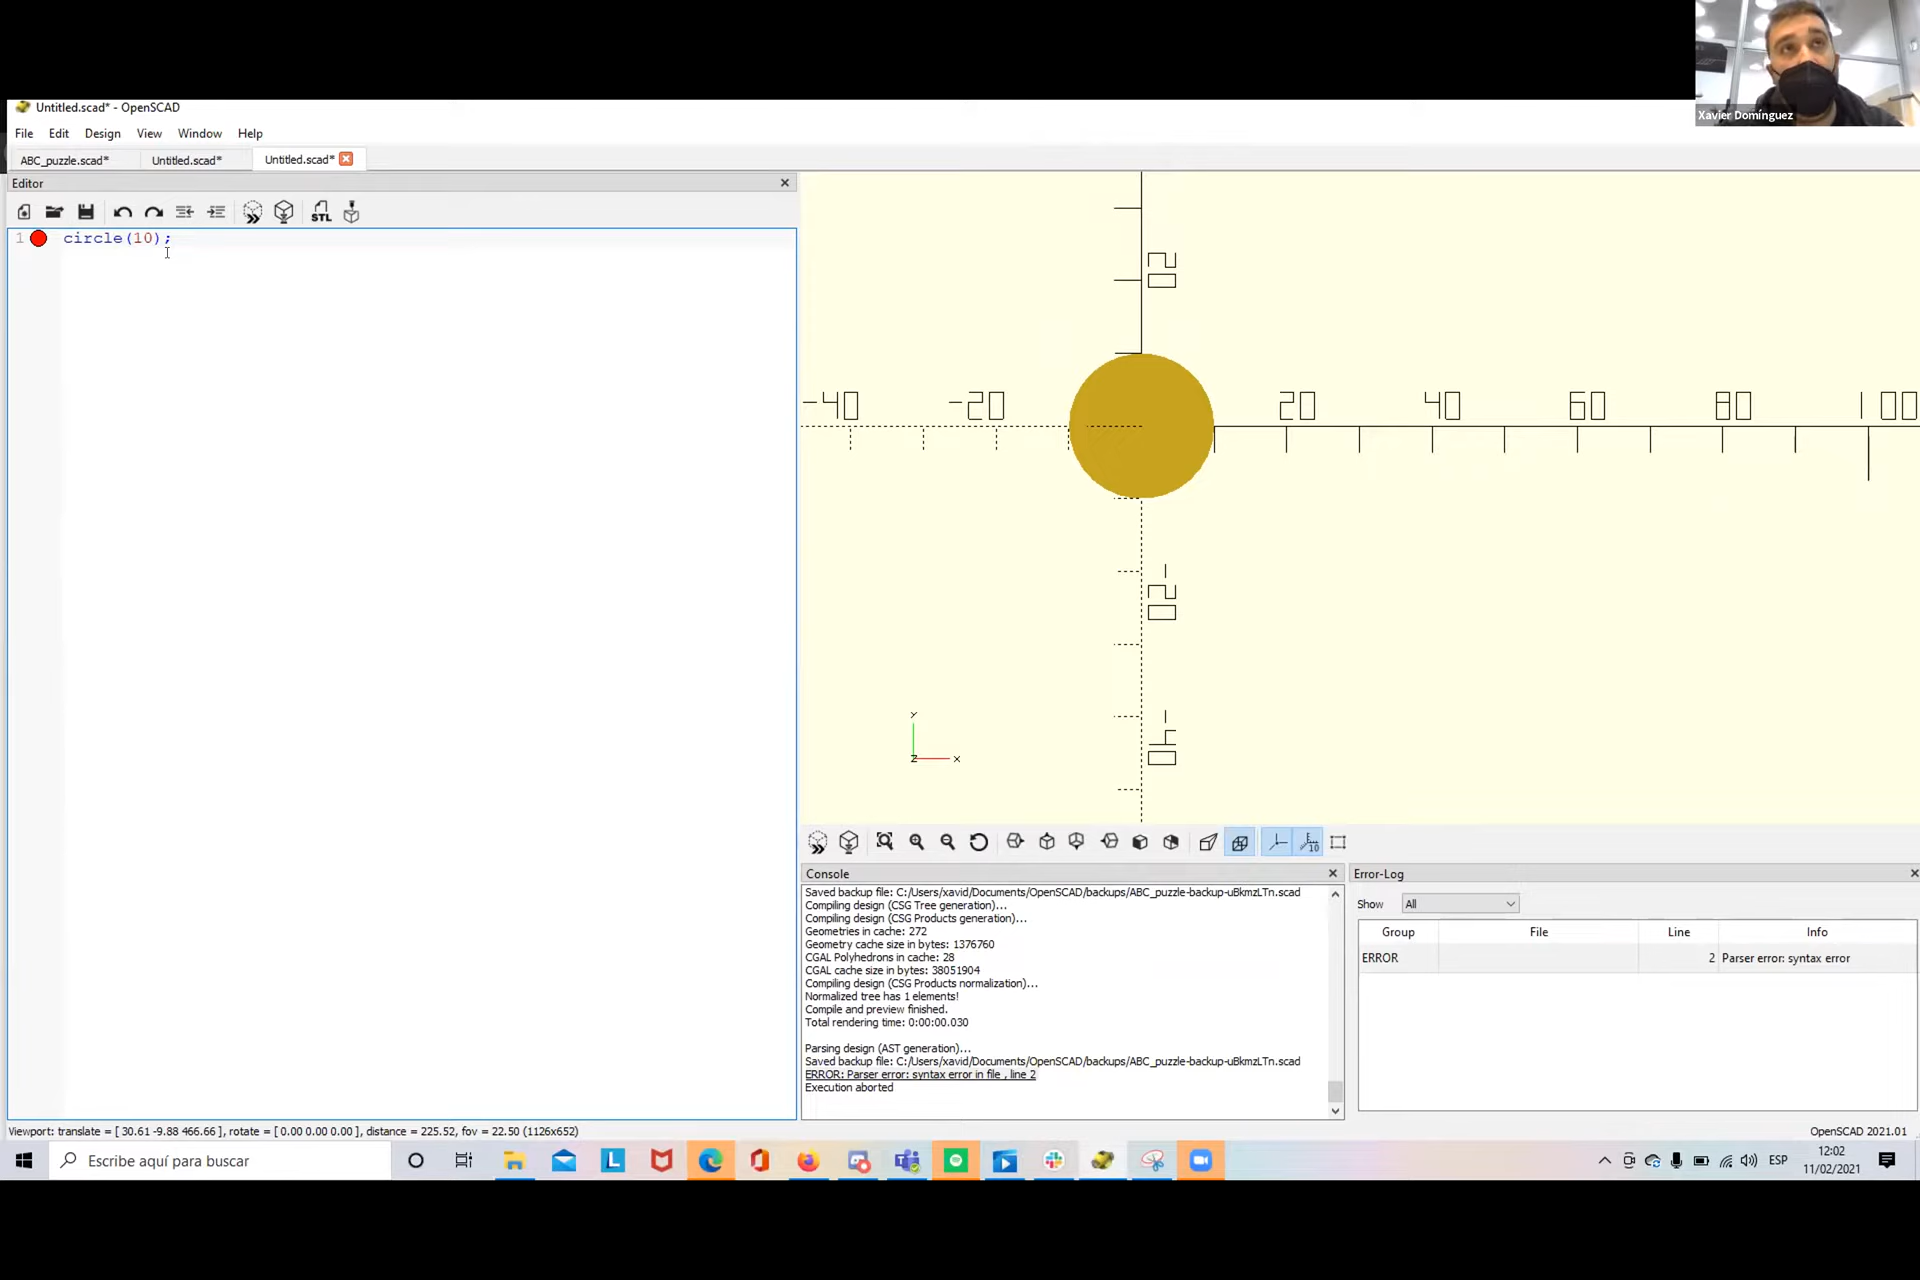 Xavier Domínguez
Untitled.scad* - OpenSCAD
File Edit Design View Window Help
ABC_puzzle.scad* Untitled.scad* Untitled.scad*
Editor
STL
1 circle(10);
20
-40 -20 20 40 60 80 100
-20
-40
Y
Z X
10
Console
Saved backup file: C:/Users/xavid/Documents/OpenSCAD/backups/ABC_puzzle-backup-uBkmzLTn.scad
Compiling design (CSG Tree generation)...
Compiling design (CSG Products generation)...
Geometries in cache: 272
Geometry cache size in bytes: 1376760
CGAL Polyhedrons in cache: 28
CGAL cache size in bytes: 38051904
Compiling design (CSG Products normalization)...
Normalized tree has 1 elements!
Compile and preview finished.
Total rendering time: 0:00:00.030
Parsing design (AST generation)...
Saved backup file: C:/Users/xavid/Documents/OpenSCAD/backups/ABC_puzzle-backup-uBkmzLTn.scad
ERROR: Parser error: syntax error in file , line 2
Execution aborted
Error-Log
Show All
Group File Line Info
ERROR 2 Parser error: syntax error
Viewport: translate = [ 30.61 -9.88 466.66 ], rotate = [ 0.00 0.00 0.00 ], distance = 225.52, fov = 22.50 (1126x652)
OpenSCAD 2021.01
Escribe aquí para buscar
L
ESP
12:02
11/02/2021